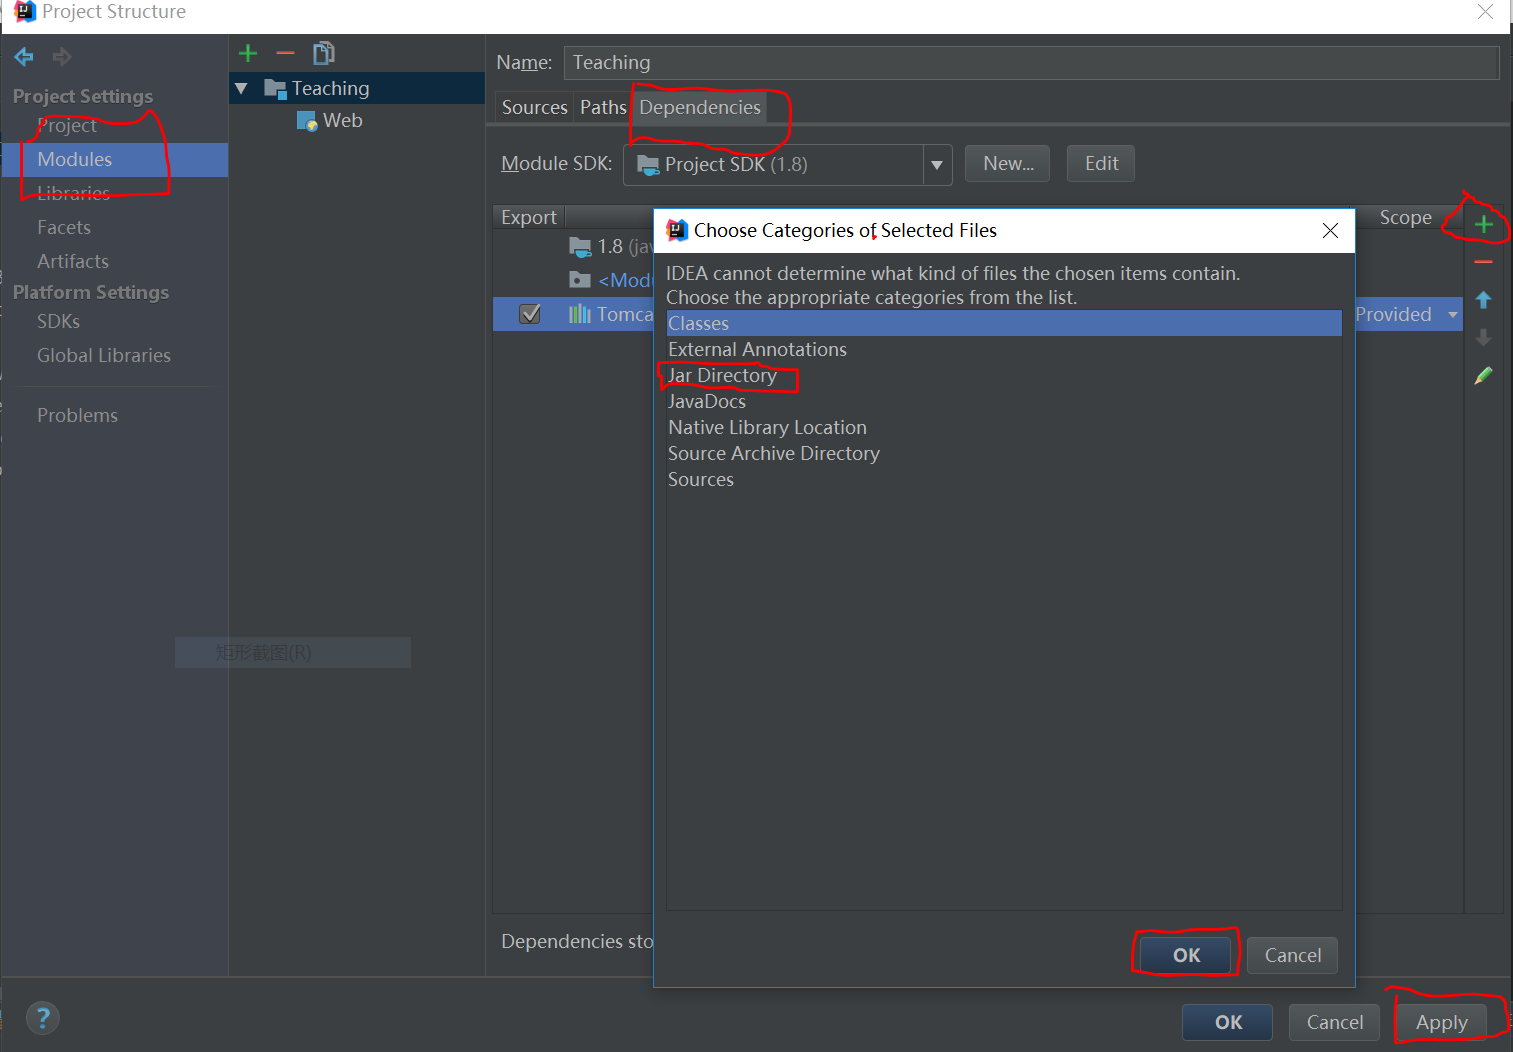 Project Structure
Project Settings
Project
Modules
Libraries
Facets
Artifacts
Platform Settings
SDKs
Global Libraries
Problems
Teaching
Web
Name: Teaching
Sources Paths Dependencies
Module SDK: Project SDK (1.8) New... Edit
Export Scope
1.8 (jav
<Modu
Tomca Provided
Choose Categories of Selected Files
IDEA cannot determine what kind of files the chosen items contain.
Choose the appropriate categories from the list.
Classes
External Annotations
Jar Directory
JavaDocs
Native Library Location
Source Archive Directory
Sources
矩形截图(R)
Dependencies sto
OK Cancel
? OK Cancel Apply